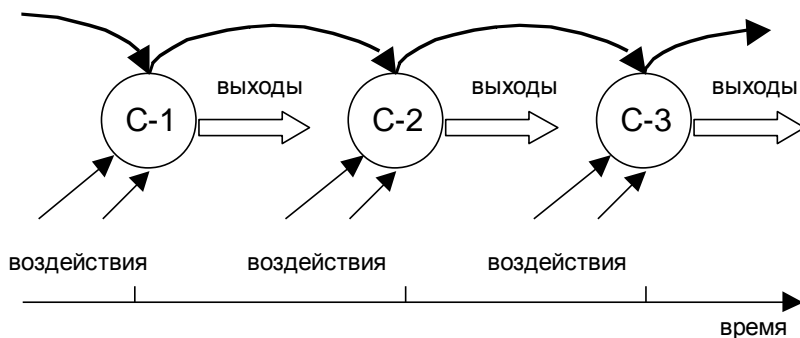 выходы выходы выходы
С-1 С-2 С-3
воздействия воздействия воздействия
время